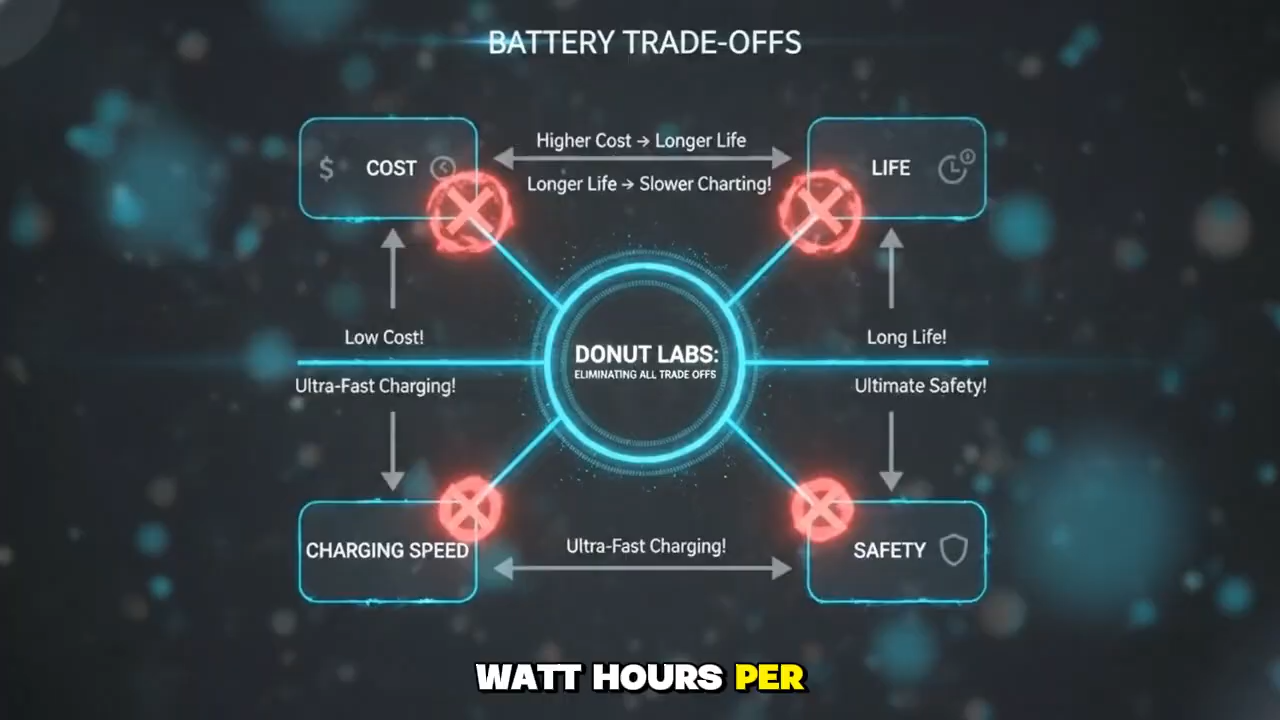 BATTERY TRADE-OFFS
Higher Cost → Longer Life
$ COST
LIFE
Longer Life → Slower Charting!
Low Cost!
Long Life!
DONUT LABS:
ELIMINATING ALL TRADE OFFS
Ultra-Fast Charging!
Ultimate Safety!
Ultra-Fast Charging!
CHARGING SPEED
SAFETY
WATT HOURS PER